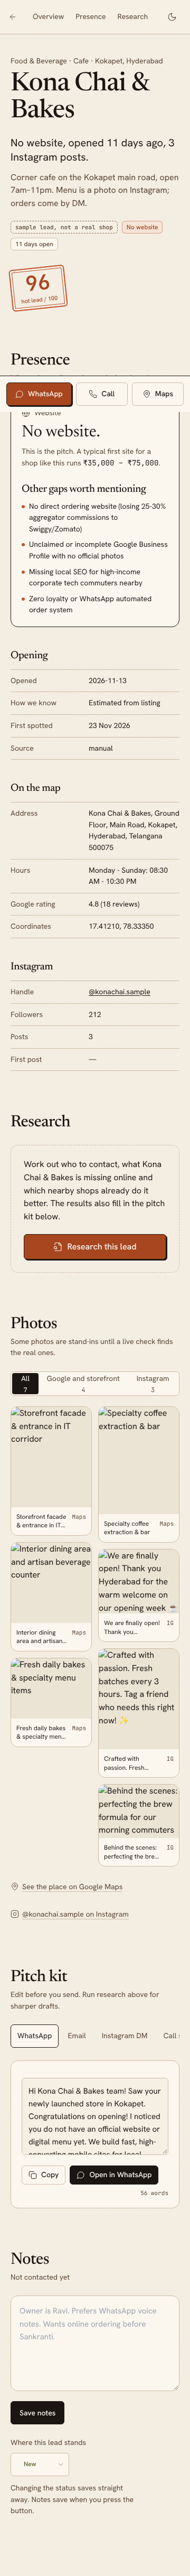 Overview Presence Research
Food & Beverage · Cafe · Kokapet, Hyderabad
Kona Chai &
Bakes
No website, opened 11 days ago, 3
Instagram posts.
Corner cafe on the Kokapet main road, open
7am–11pm. Menu is a photo on Instagram;
orders come by DM.
sample lead, not a real shop
No website
11 days open
96
hot lead / 100
Presence
WhatsApp
Call
Maps
Website
No website.
This is the pitch. A typical first site for a
shop like this runs ₹35,000 – ₹75,000.
Other gaps worth mentioning
No direct ordering website (losing 25-30%
aggregator commissions to
Swiggy/Zomato)
Unclaimed or incomplete Google Business
Profile with no official photos
Missing local SEO for high-income
corporate tech commuters nearby
Zero loyalty or WhatsApp automated
order system
Opening
Opened 2026-11-13
How we know Estimated from listing
First spotted 23 Nov 2026
Source manual
On the map
Address Kona Chai & Bakes, Ground
Floor, Main Road, Kokapet,
Hyderabad, Telangana
500075
Hours Monday - Sunday: 08:30
AM - 10:30 PM
Google rating 4.8 (18 reviews)
Coordinates 17.41210, 78.33350
Instagram
Handle @konachai.sample
Followers 212
Posts 3
First post —
Research
Work out who to contact, what Kona
Chai & Bakes is missing online and
which nearby shops already do it
better. The results also fill in the pitch
kit below.
Research this lead
Photos
Some photos are stand-ins until a live check finds
the real ones.
All
7
Google and storefront
4
Instagram
3
Storefront facade
& entrance in IT
corridor
Storefront facade
& entrance in IT...
Maps
Specialty coffee
extraction & bar
Specialty coffee
extraction & bar
Maps
Interior dining area
and artisan beverage
counter
Interior dining
area and artisan...
Maps
We are finally
open! Thank you
Hyderabad for the
warm welcome on
our opening week ☕
We are finally open!
Thank you...
IG
Fresh daily bakes
& specialty menu
items
Fresh daily bakes
& specialty men...
Maps
Crafted with
passion. Fresh
batches every 3
hours. Tag a friend
who needs this right
now! ✨
Crafted with
passion. Fresh...
IG
Behind the scenes:
perfecting the brew
formula for our
morning commuters
Behind the scenes:
perfecting the bre...
IG
See the place on Google Maps
@konachai.sample on Instagram
Pitch kit
Edit before you send. Run research above for
sharper drafts.
WhatsApp Email Instagram DM Call
Hi Kona Chai & Bakes team! Saw your
newly launched store in Kokapet.
Congratulations on opening! I noticed
you do not have an official website or
digital menu yet. We build fast, high-
converting mobile sites for local
Copy
Open in WhatsApp
56 words
Notes
Not contacted yet
Owner is Ravi. Prefers WhatsApp voice
notes. Wants online ordering before
Sankranti.
Save notes
Where this lead stands
New
Changing the status saves straight
away. Notes save when you press the
button.